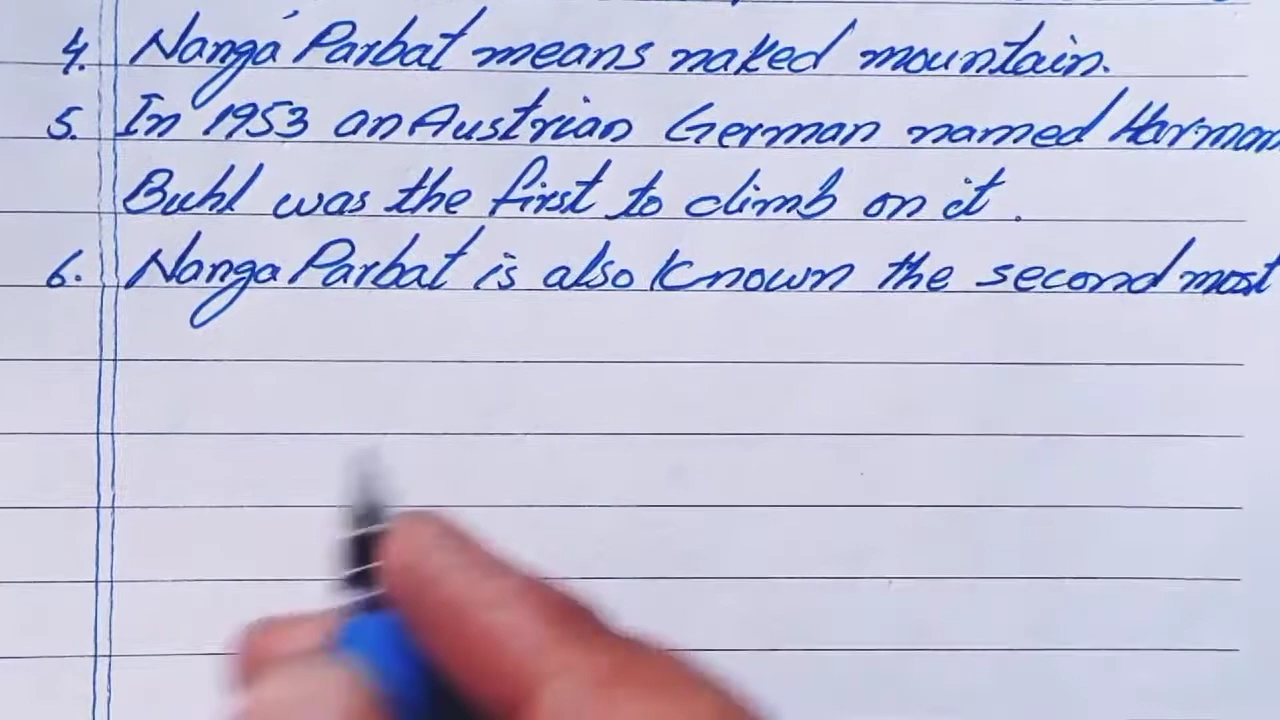 4. Nanga Parbat means naked mountain.
5. In 1953 an Austrian German named Harman
Buhl was the first to climb on it.
6. Nanga Parbat is also known the second most